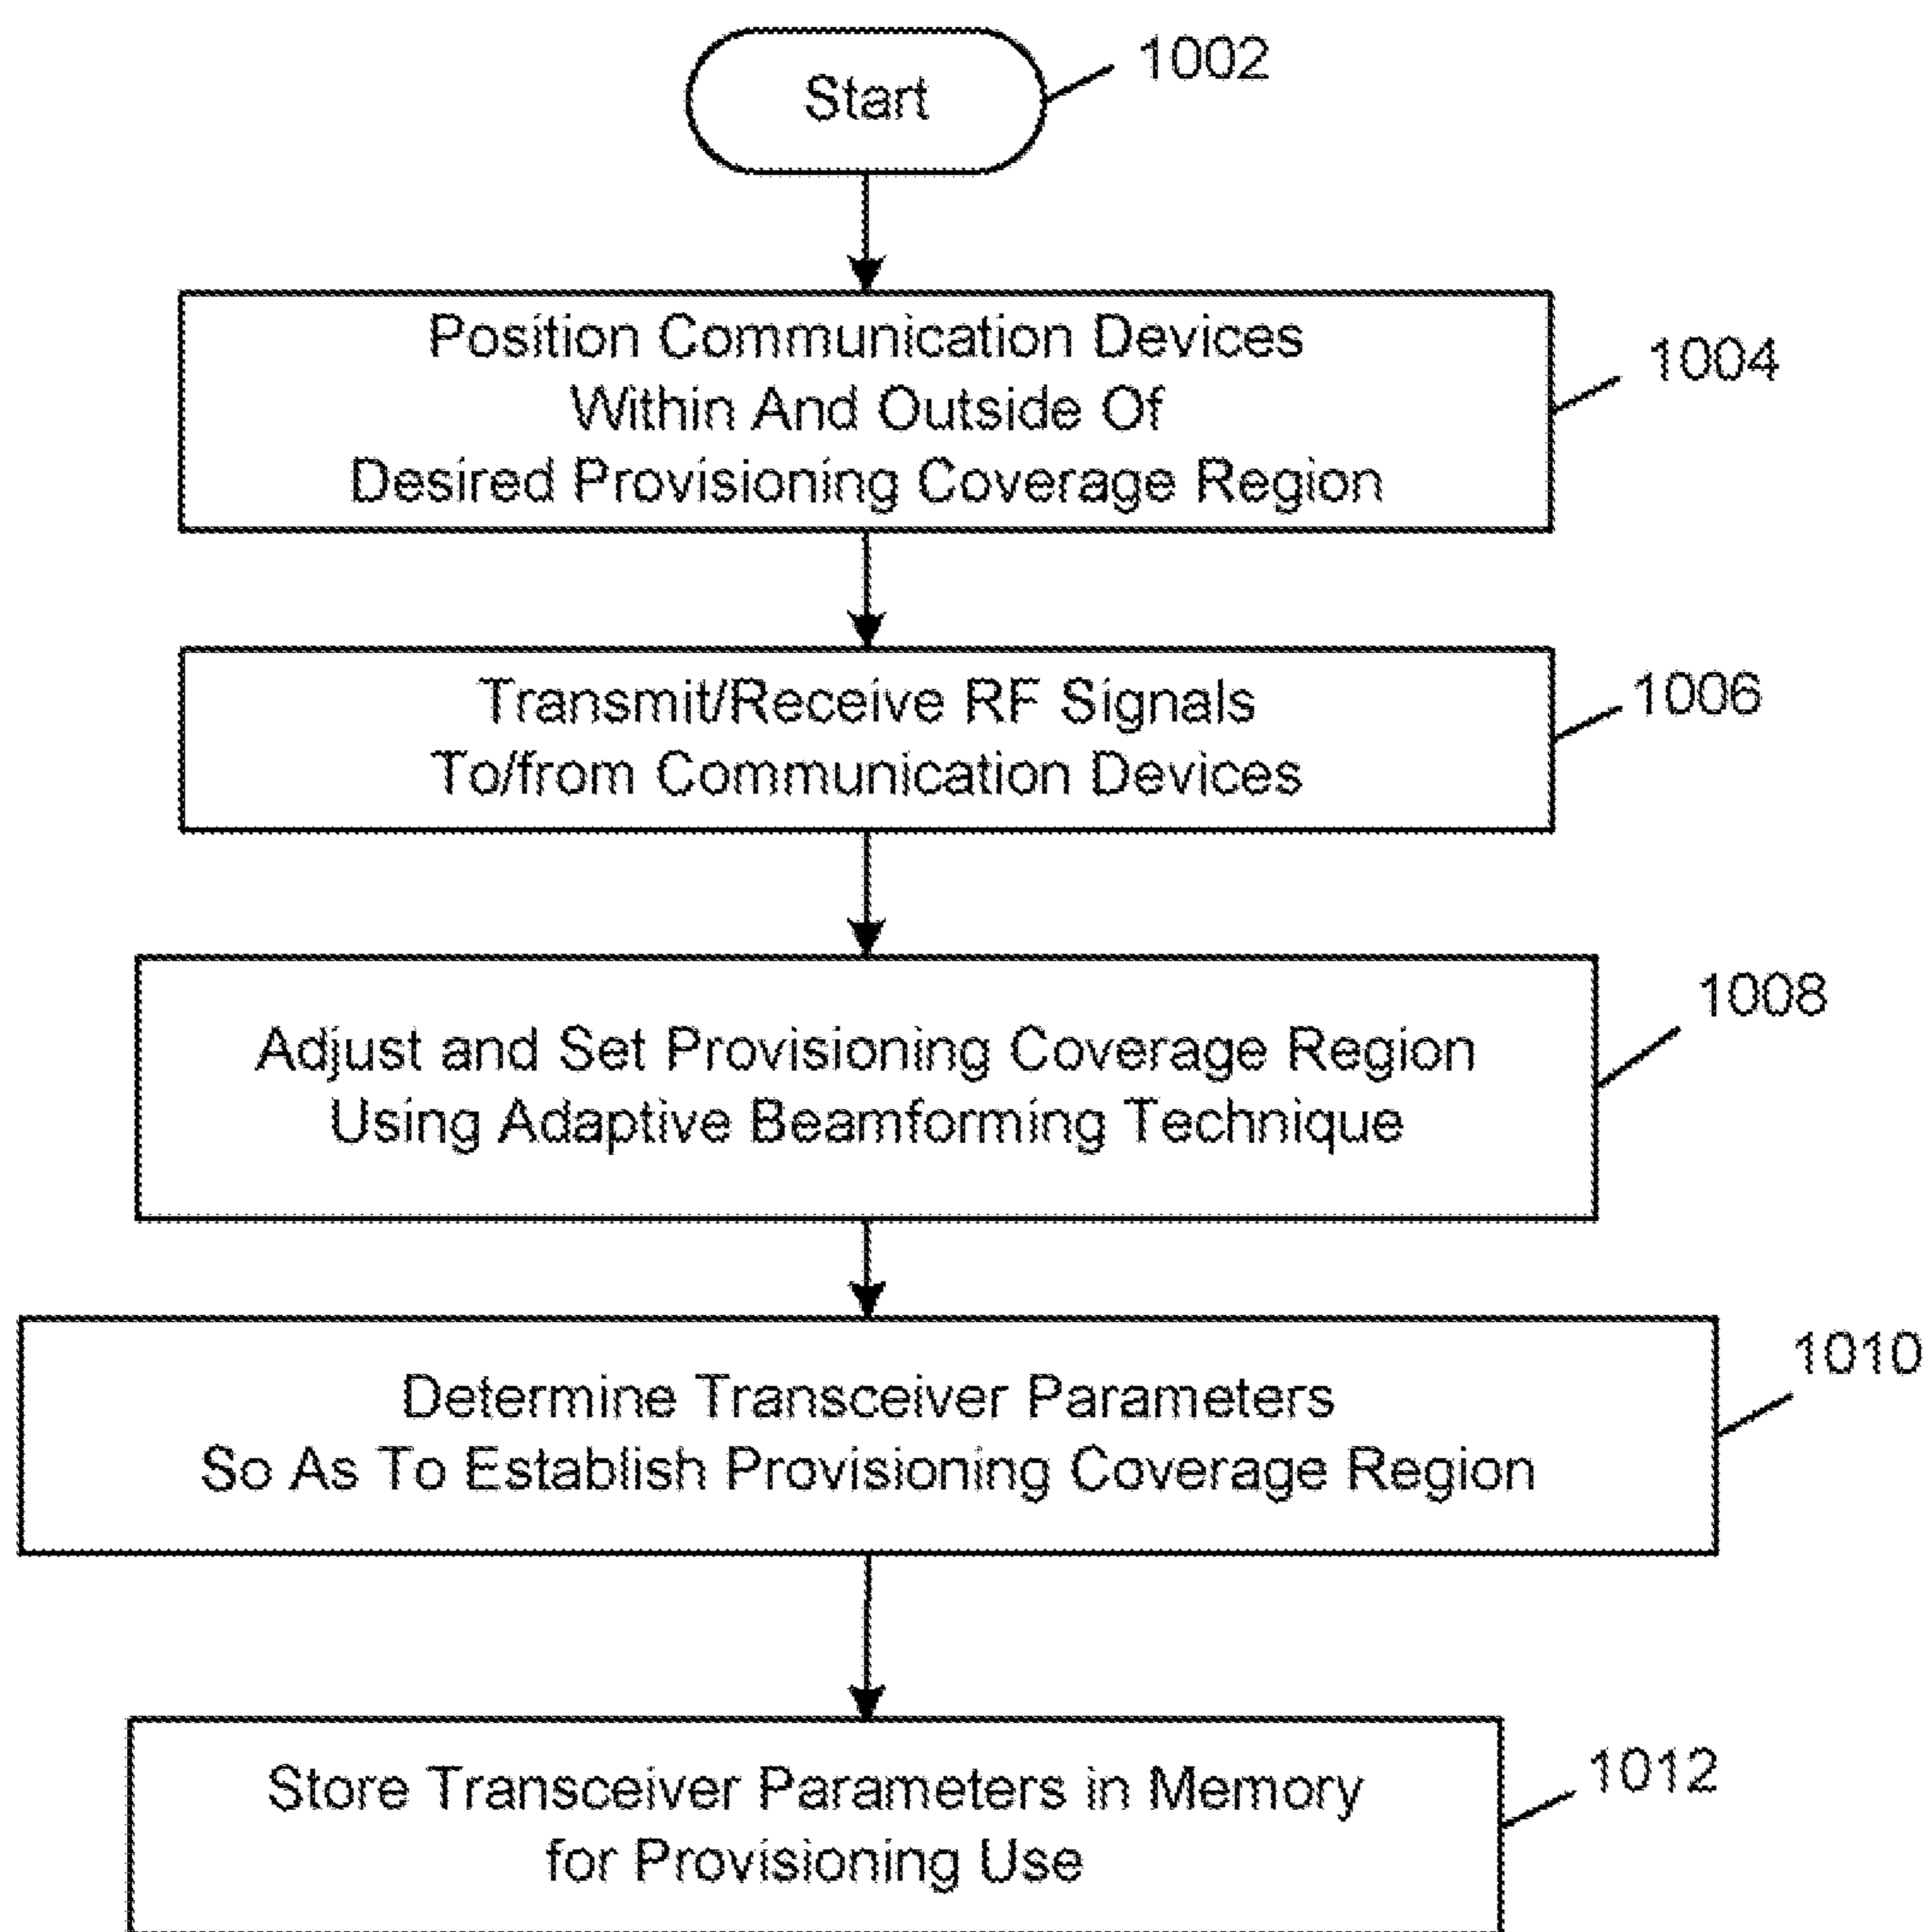 Start
1002
Position Communication Devices
Within And Outside Of
Desired Provisioning Coverage Region
1004
Transmit/Receive RF Signals
To/from Communication Devices
1006
Adjust and Set Provisioning Coverage Region
Using Adaptive Beamforming Technique
1008
Determine Transceiver Parameters
So As To Establish Provisioning Coverage Region
1010
Store Transceiver Parameters in Memory
for Provisioning Use
1012